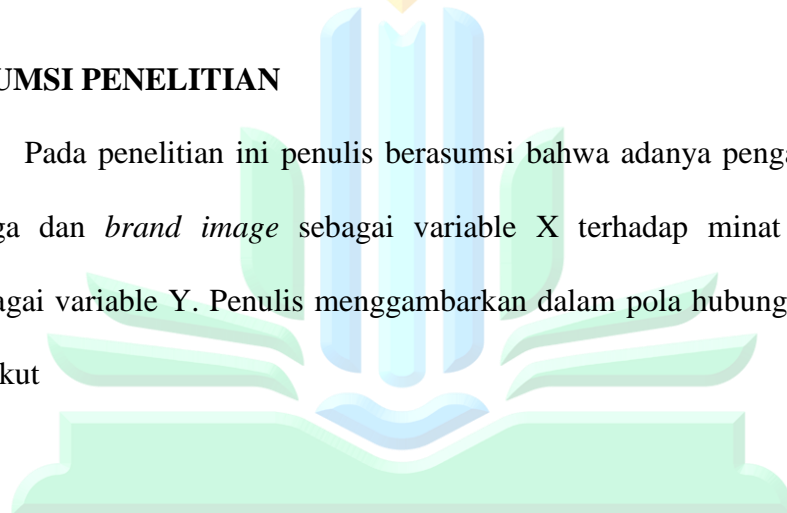 UMSI PENELITIAN
Pada penelitian ini penulis berasumsi bahwa adanya penga
ga dan brand image sebagai variable X terhadap minat
agai variable Y. Penulis menggambarkan dalam pola hubung
kut